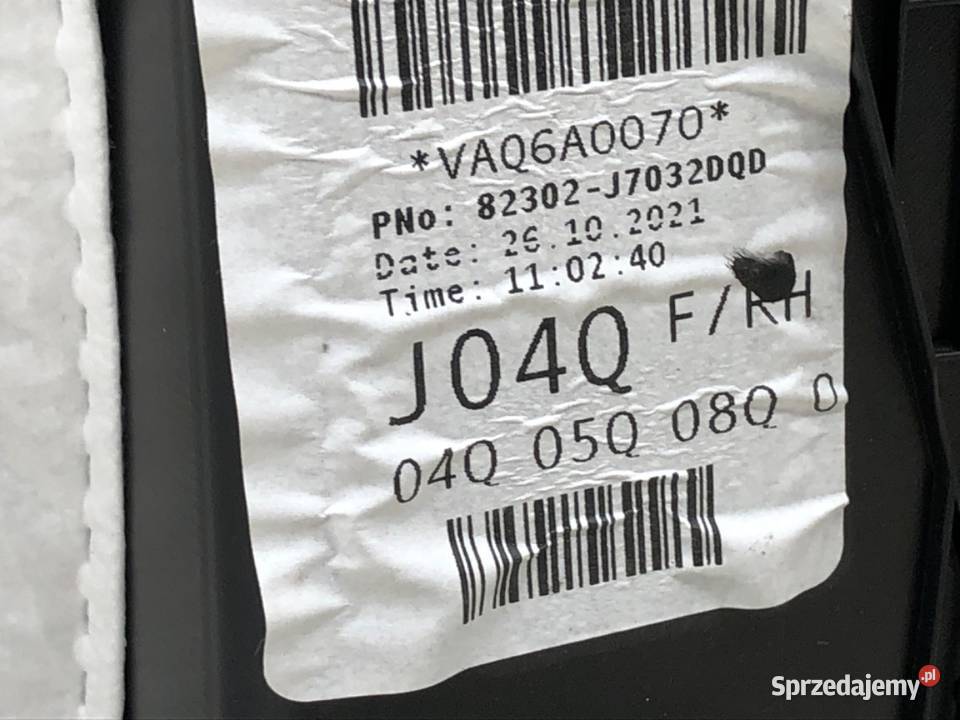 *VAQ6A0070*
PNo: 82302-J7032DQD
Date: 26.10.2021
Time: 11:02:40
J04Q F/RH
04Q 05Q 08Q 0
Sprzedajemy.pl